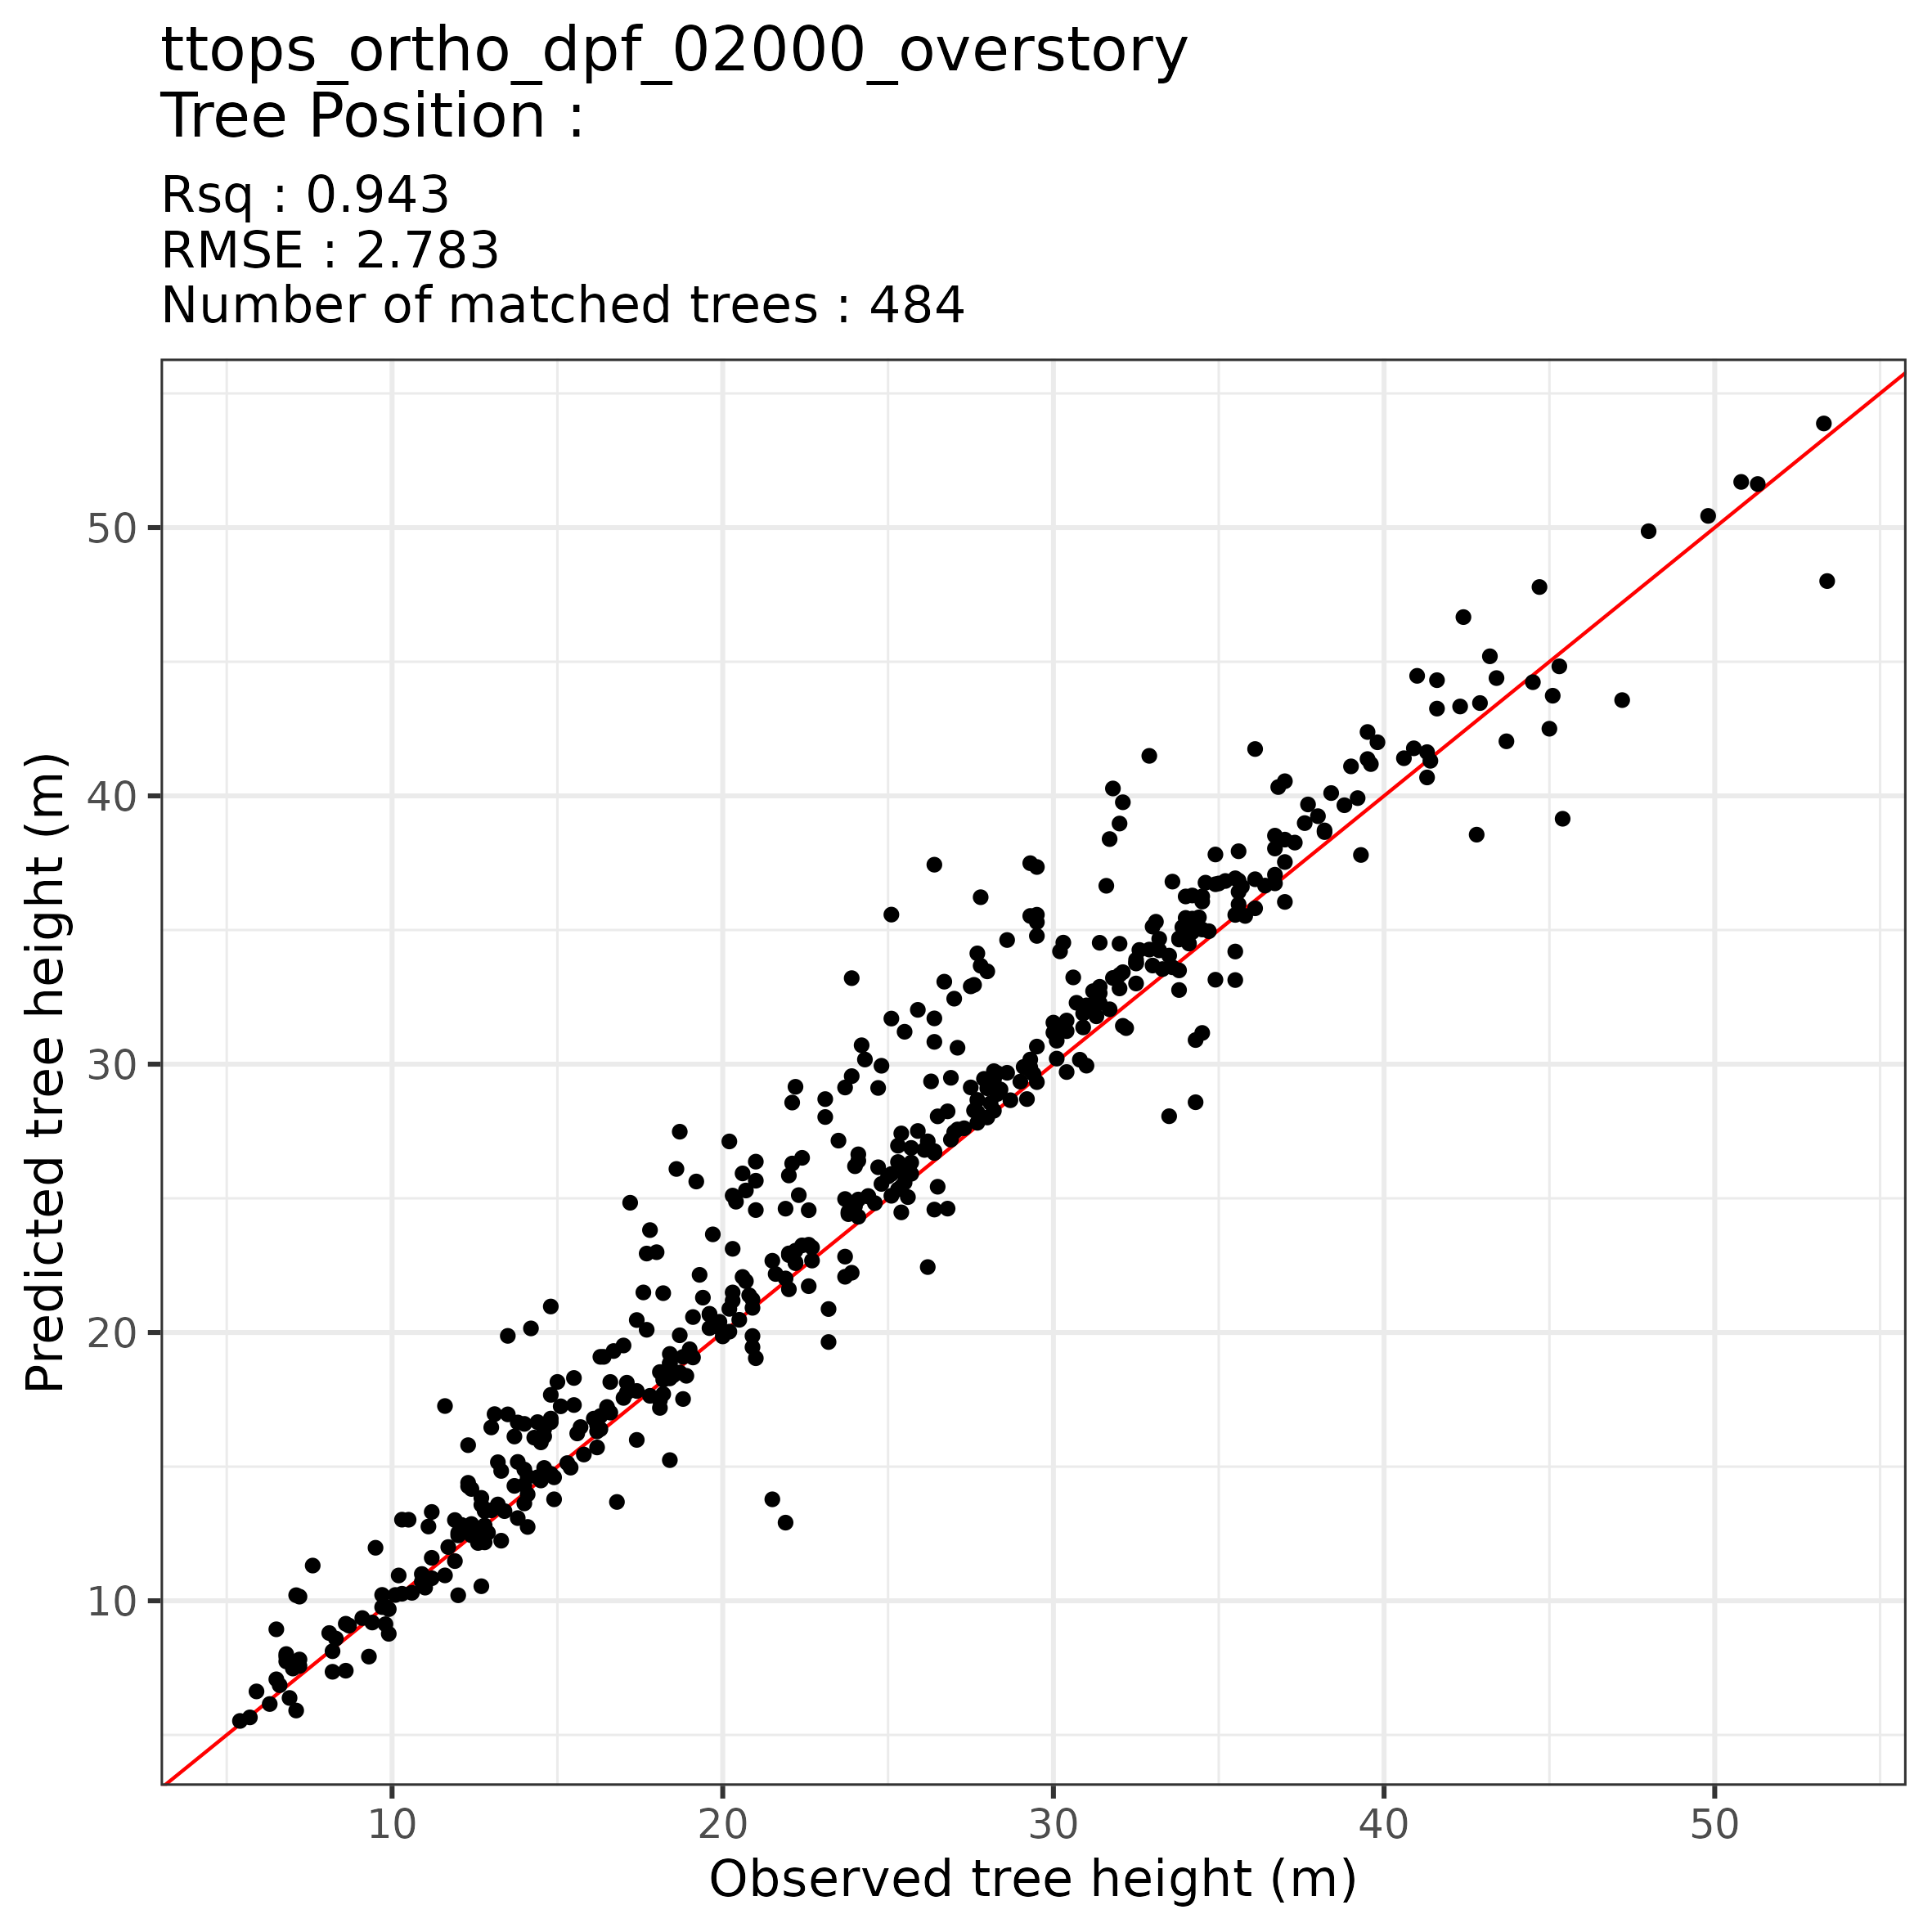 ttops_ortho_dpf_02000_overstory
Tree Position :
Rsq : 0.943
RMSE : 2.783
Number of matched trees : 484
Predicted tree height (m)
50
40
30
20
10
10 20 30 40 50
Observed tree height (m)